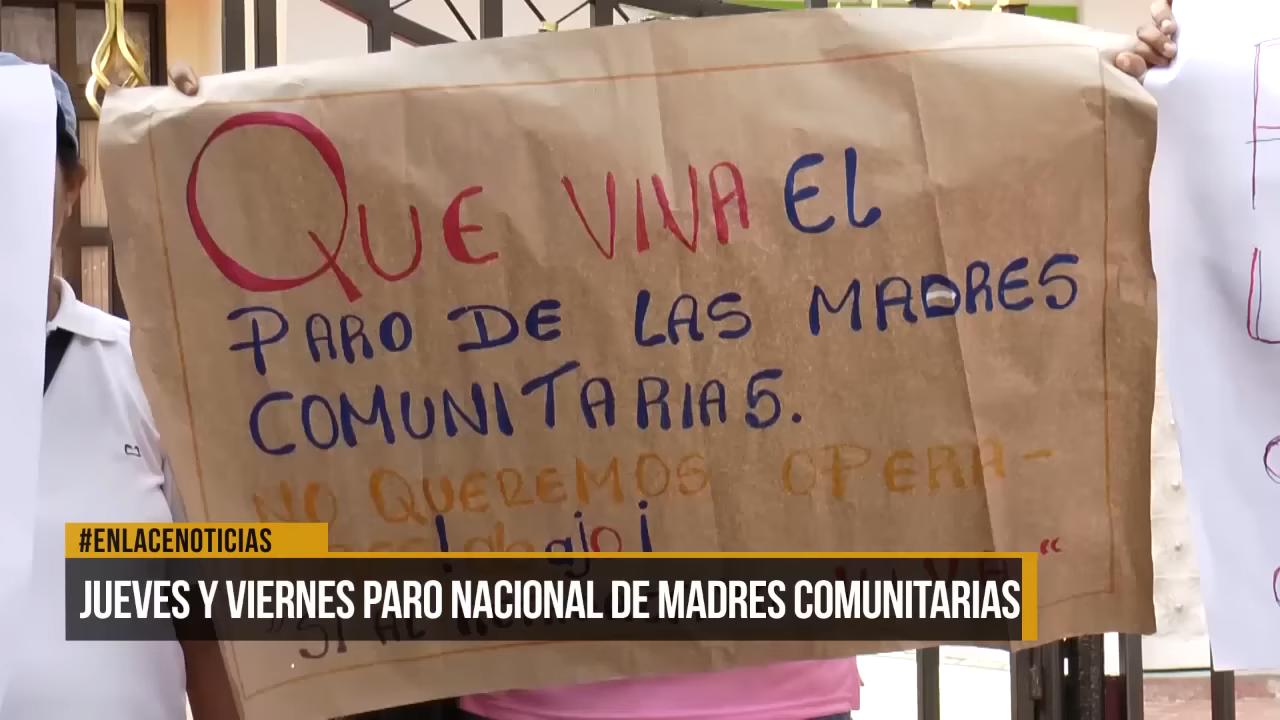 QUE VIVA EL
PARO DE LAS MADRES
COMUNITARIAS.
NO QUEREMOS OPERA-
#ENLACENOTICIAS
JUEVES Y VIERNES PARO NACIONAL DE MADRES COMUNITARIAS